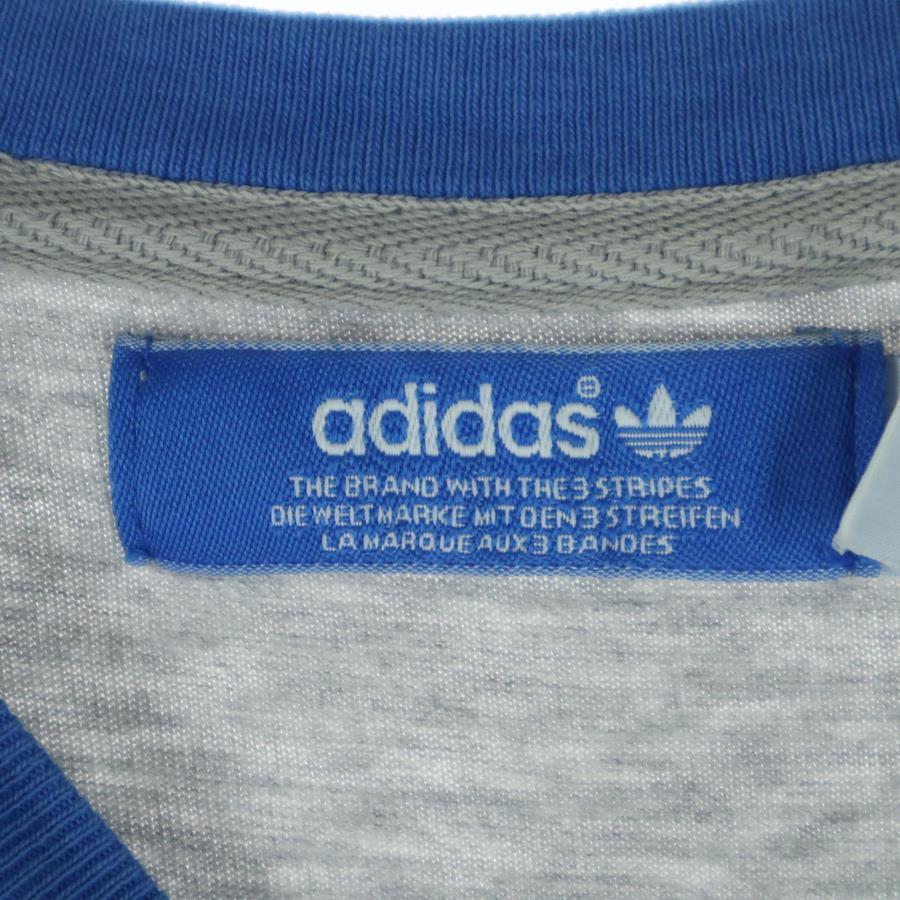 adidas®
THE BRAND WITH THE 3 STRIPES
DIE WELTMARKE MIT DEN 3 STREIFEN
LA MARQUE AUX 3 BANDES